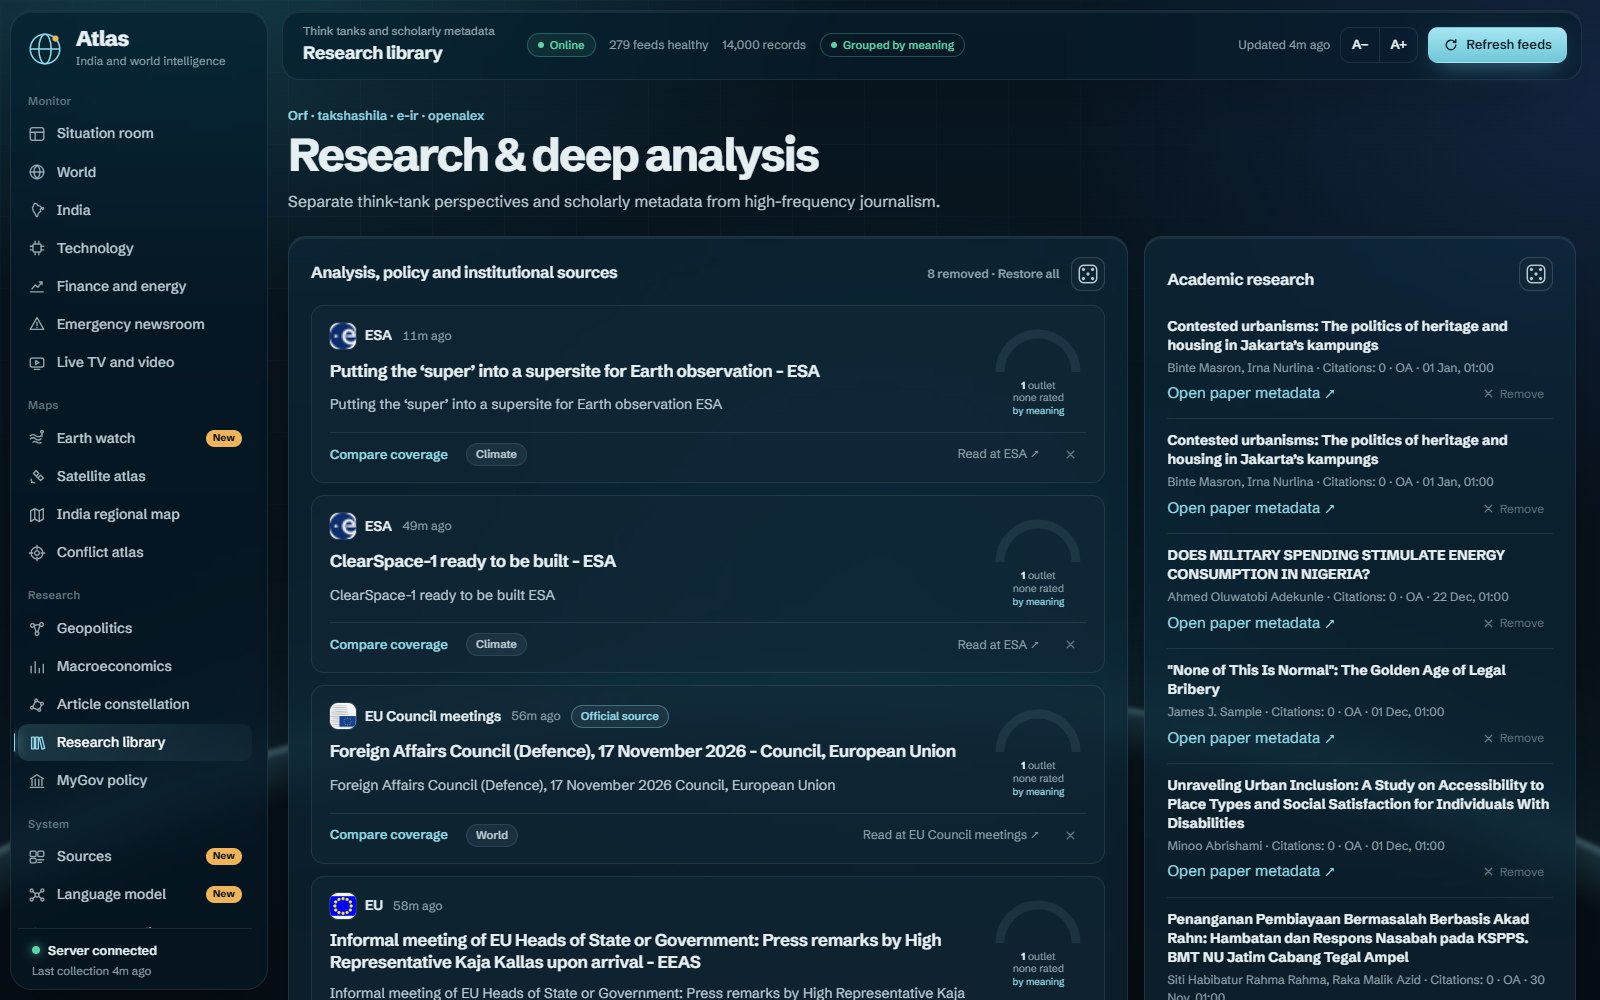 Atlas
India and world intelligence
Monitor
Situation room
World
India
Technology
Finance and energy
Emergency newsroom
Live TV and video
Maps
Earth watch New
Satellite atlas
India regional map
Conflict atlas
Research
Geopolitics
Macroeconomics
Article constellation
Research library
MyGov policy
System
Sources New
Language model New
Server connected
Last collection 4m ago
Think tanks and scholarly metadata
Research library
Online
279 feeds healthy
14,000 records
Grouped by meaning
Updated 4m ago
A−
A+
Refresh feeds
Orf · takshashila · e-ir · openalex
Research & deep analysis
Separate think-tank perspectives and scholarly metadata from high-frequency journalism.
Analysis, policy and institutional sources
8 removed · Restore all
ESA 11m ago
Putting the ‘super’ into a supersite for Earth observation - ESA
Putting the ‘super’ into a supersite for Earth observation ESA
1 outlet
none rated
by meaning
Compare coverage Climate Read at ESA ↗ ×
ESA 49m ago
ClearSpace-1 ready to be built - ESA
ClearSpace-1 ready to be built ESA
1 outlet
none rated
by meaning
Compare coverage Climate Read at ESA ↗ ×
EU Council meetings 56m ago Official source
Foreign Affairs Council (Defence), 17 November 2026 - Council, European Union
Foreign Affairs Council (Defence), 17 November 2026 Council, European Union
1 outlet
none rated
by meaning
Compare coverage World Read at EU Council meetings ↗ ×
EU 58m ago
Informal meeting of EU Heads of State or Government: Press remarks by High
Representative Kaja Kallas upon arrival - EEAS
Informal meeting of EU Heads of State or Government: Press remarks by High Representative Kaja
1 outlet
none rated
by meaning
Academic research
Contested urbanisms: The politics of heritage and
housing in Jakarta’s kampungs
Binte Masron, Irna Nurlina · Citations: 0 · OA · 01 Jan, 01:00
Open paper metadata ↗ × Remove
Contested urbanisms: The politics of heritage and
housing in Jakarta’s kampungs
Binte Masron, Irna Nurlina · Citations: 0 · OA · 01 Jan, 01:00
Open paper metadata ↗ × Remove
DOES MILITARY SPENDING STIMULATE ENERGY
CONSUMPTION IN NIGERIA?
Ahmed Oluwatobi Adekunle · Citations: 0 · OA · 22 Dec, 01:00
Open paper metadata ↗ × Remove
"None of This Is Normal": The Golden Age of Legal
Bribery
James J. Sample · Citations: 0 · OA · 01 Dec, 01:00
Open paper metadata ↗ × Remove
Unraveling Urban Inclusion: A Study on Accessibility to
Place Types and Social Satisfaction for Individuals With
Disabilities
Minoo Abrishami · Citations: 0 · OA · 01 Dec, 01:00
Open paper metadata ↗ × Remove
Penanganan Pembiayaan Bermasalah Berbasis Akad
Rahn: Hambatan dan Respons Nasabah pada KSPPS.
BMT NU Jatim Cabang Tegal Ampel
Siti Habibatur Rahma Rahma, Raka Malik Azid · Citations: 0 · OA · 30
Nov, 01:00